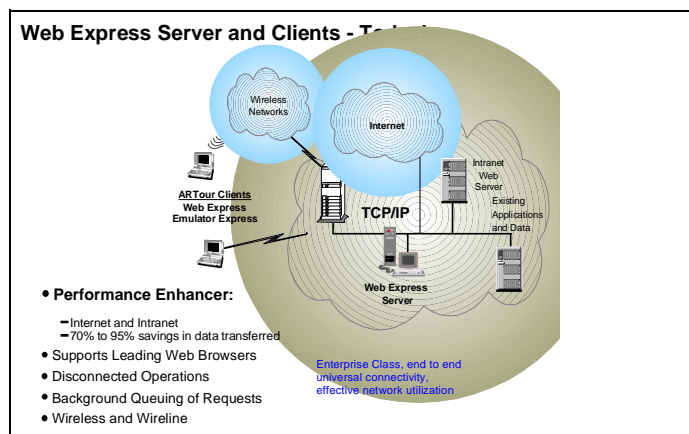 Web Express Server and Clients -
Wireless
Networks
Internet
Intranet
Web
Server
ARTour Clients
Web Express
Emulator Express
TCP/IP
Existing
Applications
and Data
Web Express
Server
• Performance Enhancer:
–Internet and Intranet
–70% to 95% savings in data transferred
• Supports Leading Web Browsers
• Disconnected Operations
• Background Queuing of Requests
• Wireless and Wireline
Enterprise Class, end to end
universal connectivity,
effective network utilization